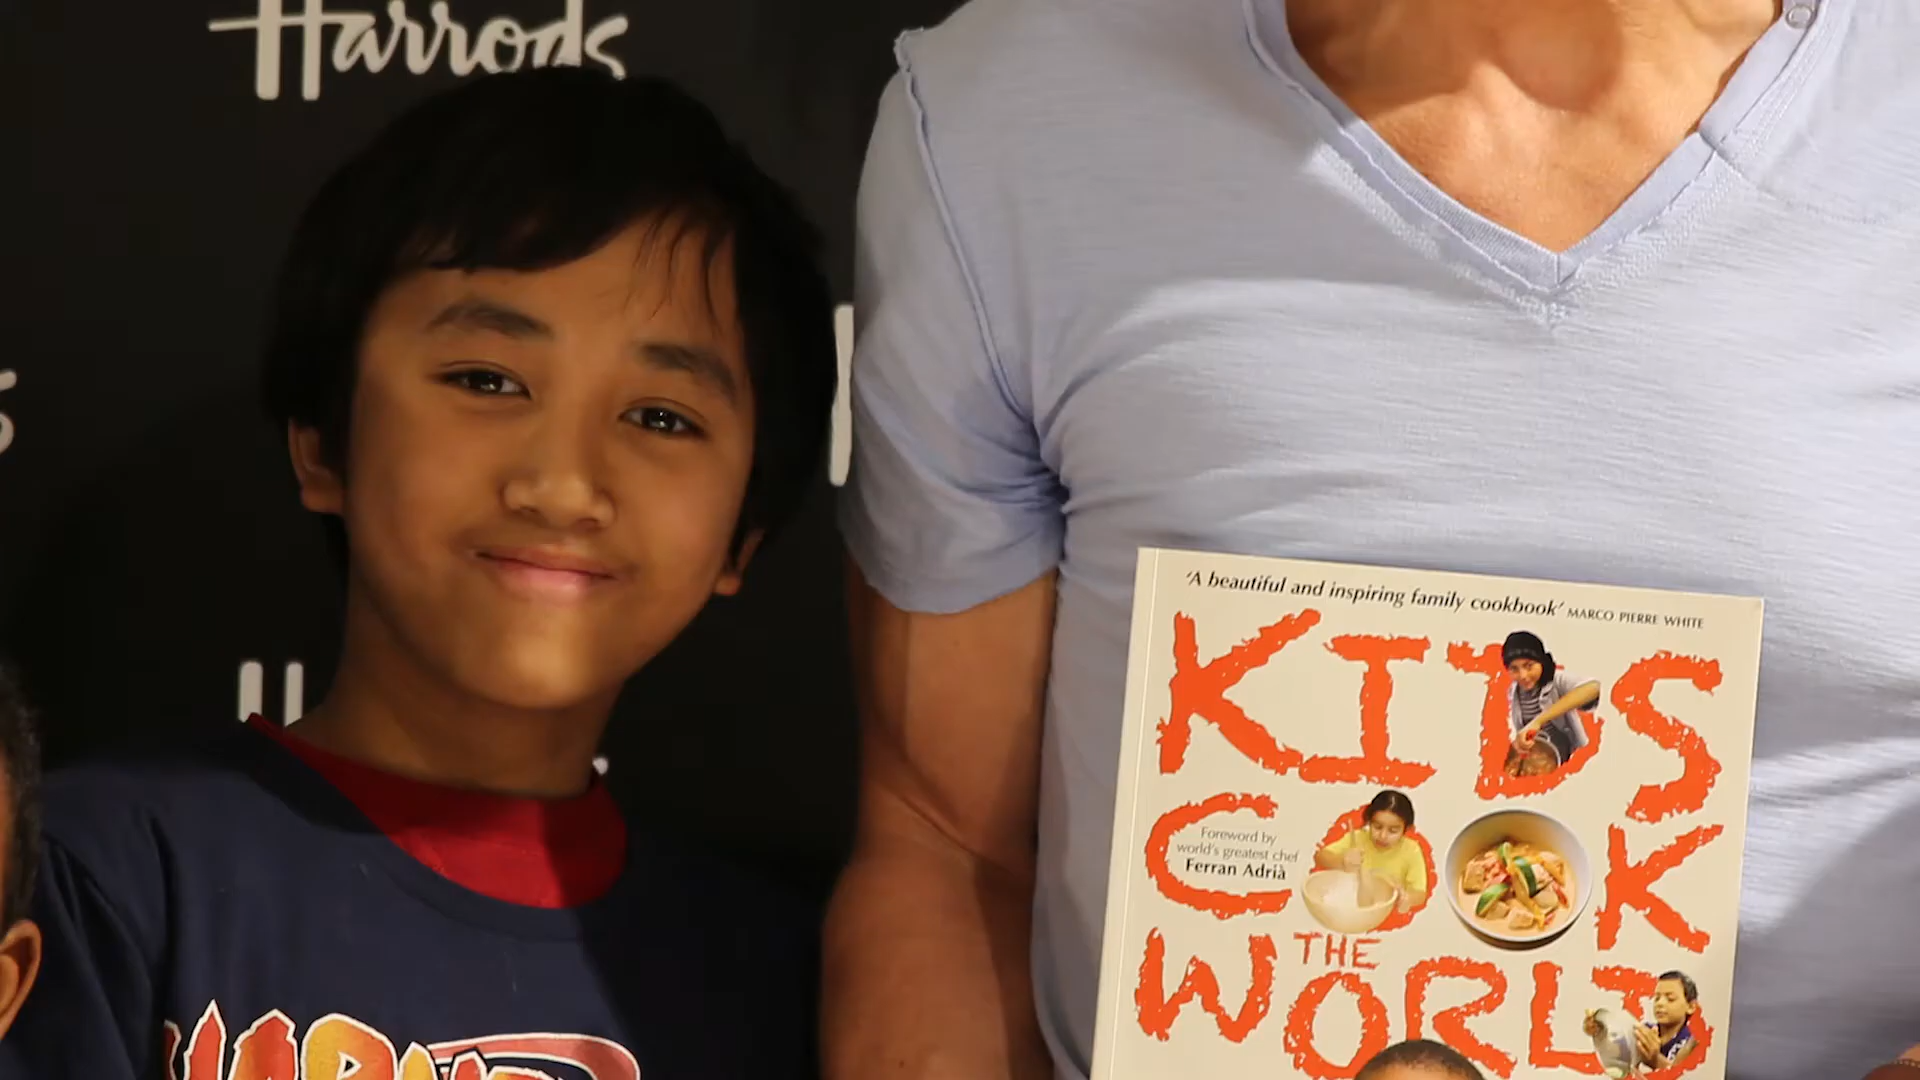 Harrods
'A beautiful and inspiring family cookbook' MARCO PIERRE WHITE
KIDS
COOK
Foreword by
world's greatest chef
Ferran Adrià
THE
WORLD